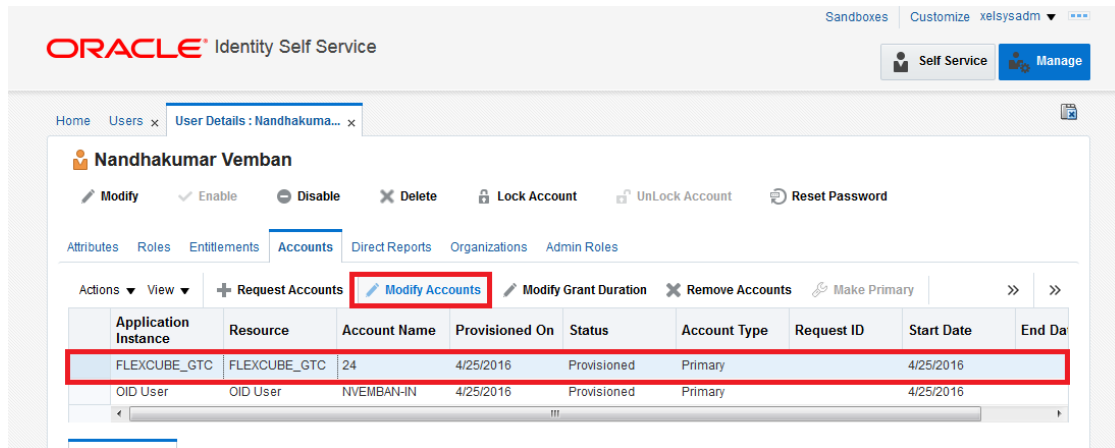 Sandboxes Customize xelsysadm
ORACLE Identity Self Service
Self Service Manage
Home Users x User Details : Nandhakuma... x
Nandhakumar Vemban
Modify Enable Disable Delete Lock Account UnLock Account Reset Password
Attributes Roles Entitlements Accounts Direct Reports Organizations Admin Roles
Actions View Request Accounts Modify Accounts Modify Grant Duration Remove Accounts Make Primary » »
Application Instance Resource Account Name Provisioned On Status Account Type Request ID Start Date End Da
FLEXCUBE_GTC FLEXCUBE_GTC 24 4/25/2016 Provisioned Primary 4/25/2016
OID User OID User NVEMBAN-IN 4/25/2016 Provisioned Primary 4/25/2016